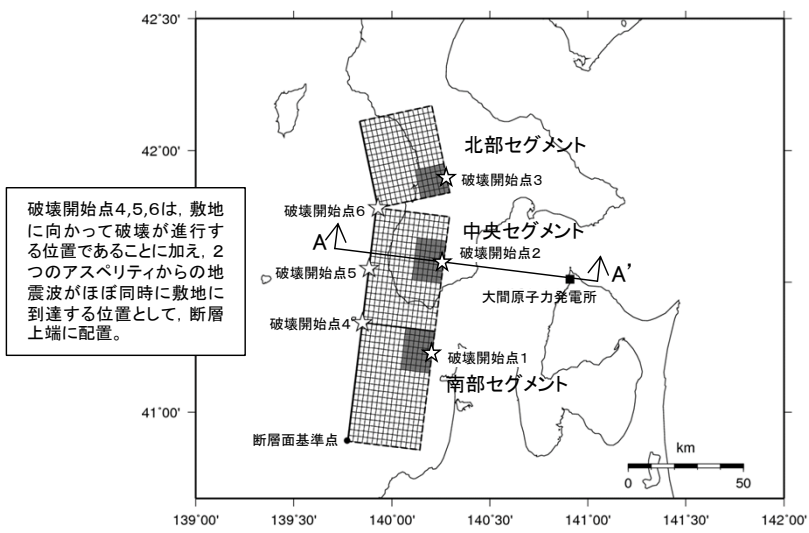 42°30'
42°00'
41°00'
139°00'
139°30'
140°00'
140°30'
141°00'
141°30'
142°00'
北部セグメント
破壊開始点3
破壊開始点6
中央セグメント
破壊開始点2
A
A'
破壊開始点5
大間原子力発電所
破壊開始点4
破壊開始点1
南部セグメント
断層面基準点
km
0
50
破壊開始点4,5,6は，敷地
に向かって破壊が進行す
る位置であることに加え，2
つのアスペリティからの地
震波がほぼ同時に敷地に
到達する位置として，断層
上端に配置。